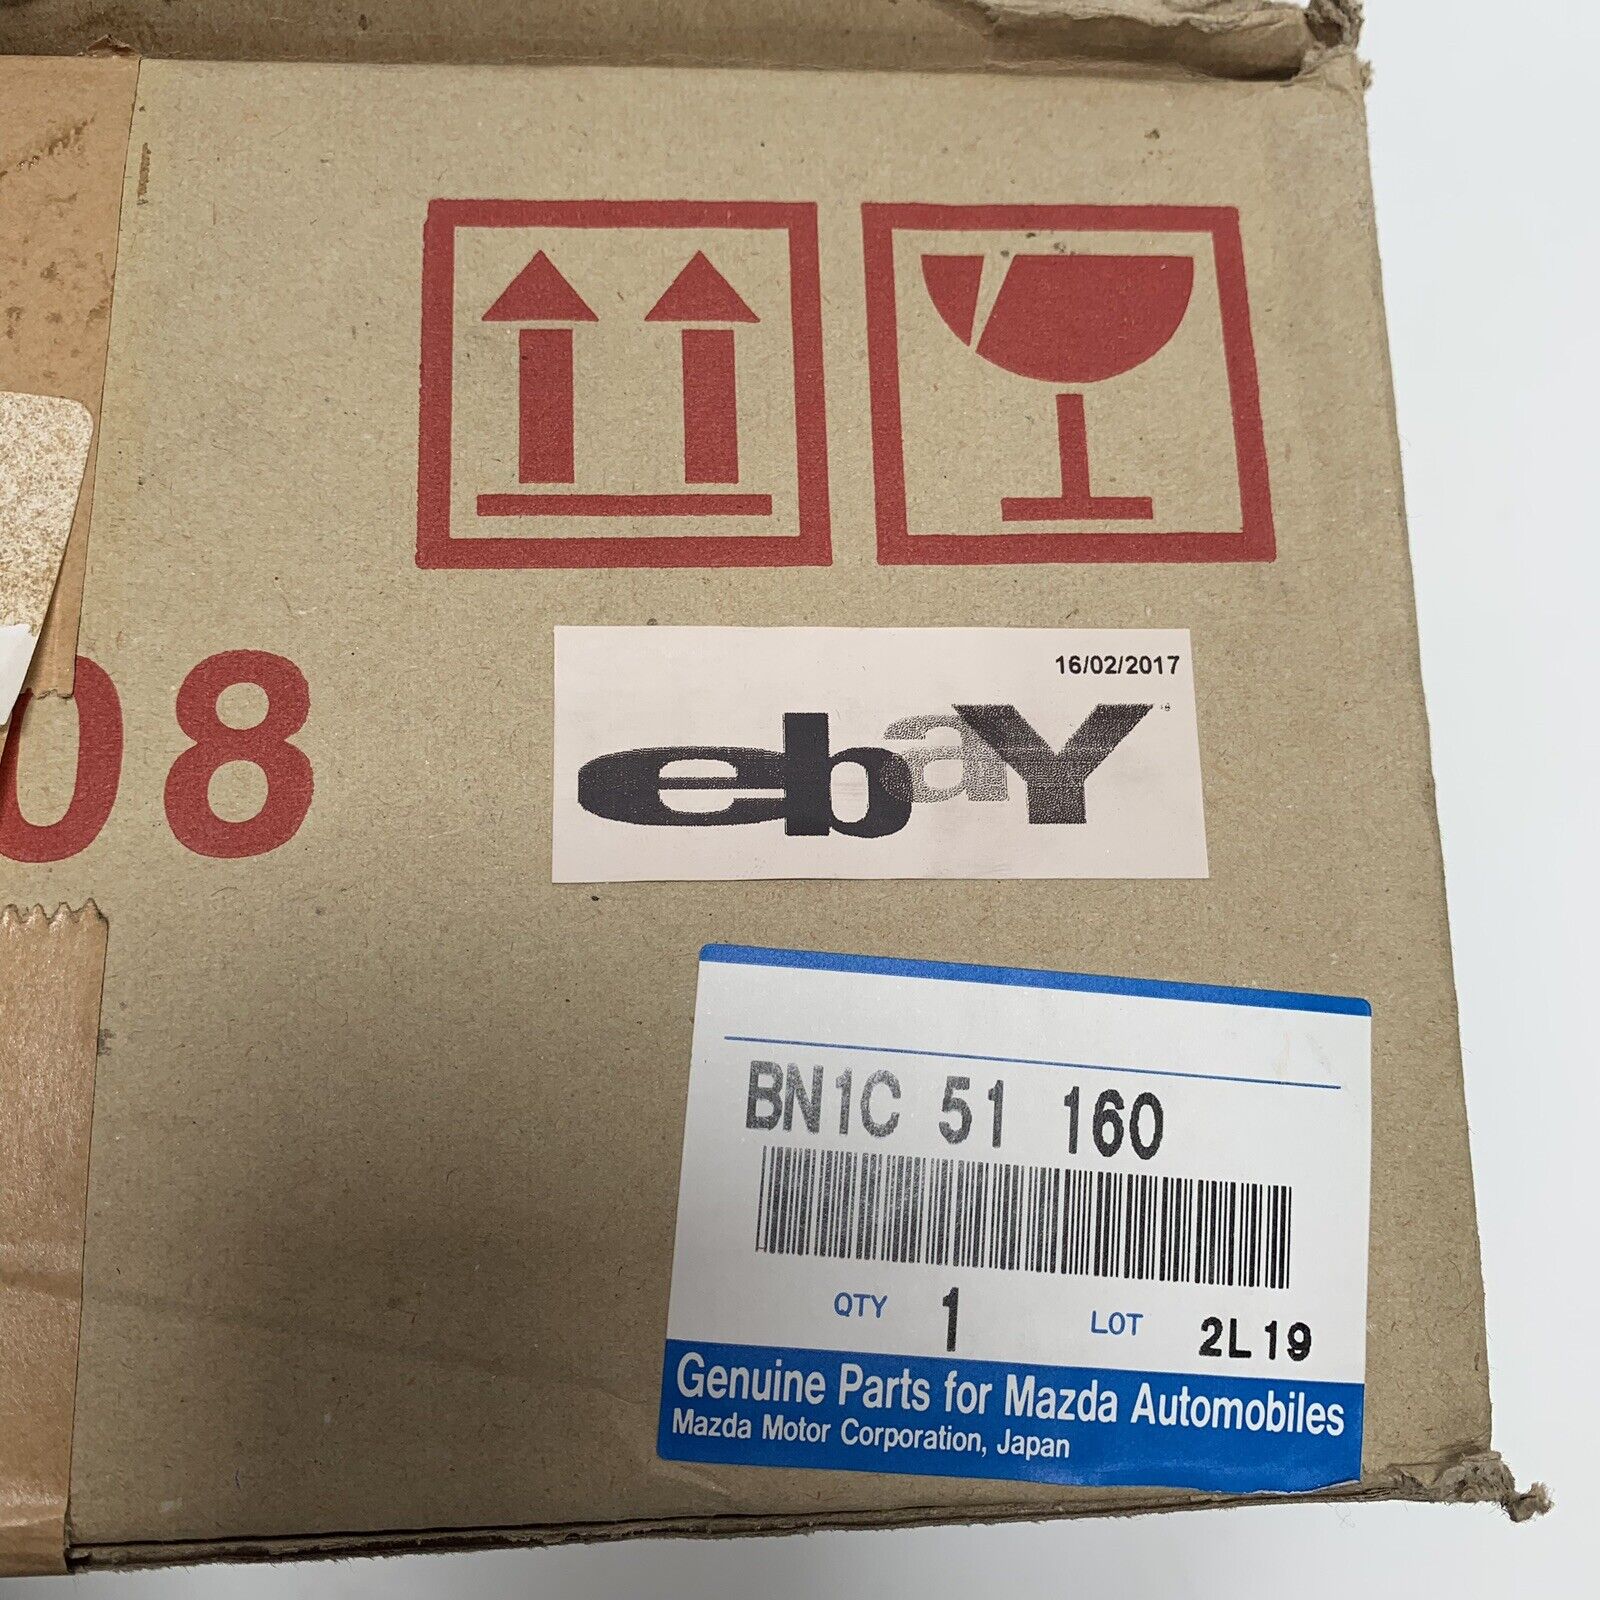 08
16/02/2017
ebaY
BN1C 51 160
QTY 1 LOT 2L19
Genuine Parts for Mazda Automobiles
Mazda Motor Corporation, Japan